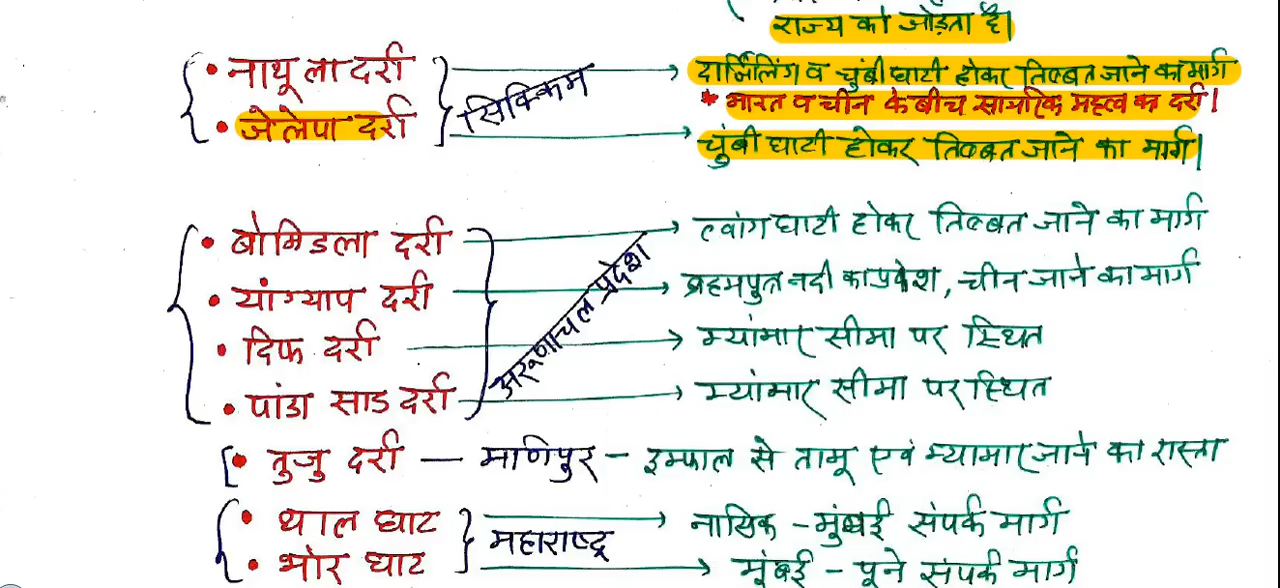 राज्य को जोड़ता है।
• नाथू ला दर्रा → दार्जिलिंग व चुंबी घाटी होकर तिब्बत जाने का मार्ग
सिक्किम
* भारत व चीन के बीच सामरिक महत्व का दर्रा।
• जेलेपा दर्रा → चुंबी घाटी होकर तिब्बत जाने का मार्ग।
• बोमडिला दर्रा → त्वांग घाटी होकर तिब्बत जाने का मार्ग
• यांग्याप दर्रा → ब्रह्मपुत्र नदी का प्रवेश, चीन जाने का मार्ग
अरुणाचल प्रदेश
• दिफू दर्रा → म्यांमार सीमा पर स्थित
• पांडा साड दर्रा → म्यांमार सीमा पर स्थित
• तुजु दर्रा — मणिपुर - इम्फाल से तामू एवं म्यामार जाने का रास्ता
• थाल घाट → नासिक - मुंबई संपर्क मार्ग
महाराष्ट्र
• भोर घाट → मूंबई - पूने संपर्क मार्ग